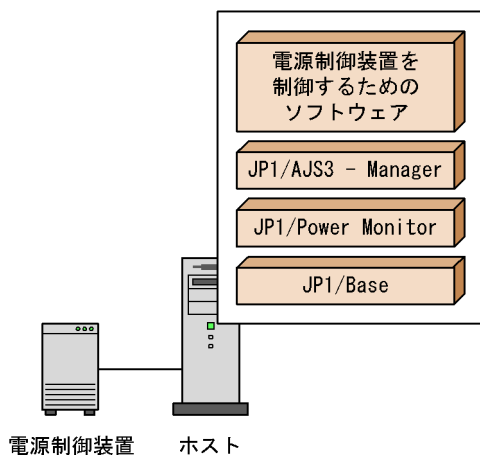 電源制御装置を
制御するための
ソフトウェア
JP1/AJS3 - Manager
JP1/Power Monitor
JP1/Base
電源制御装置
ホスト